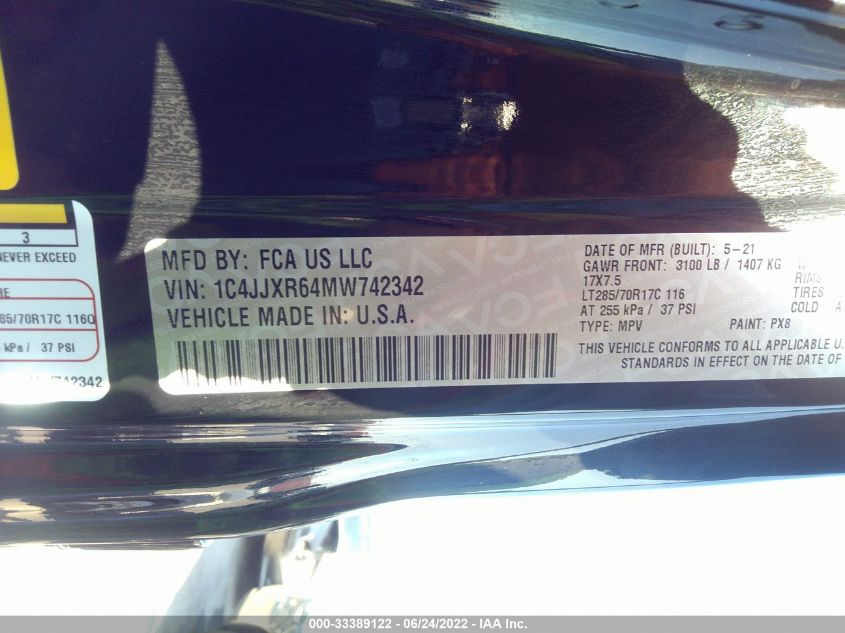 3
NEVER EXCEED
RE
285/70R17C 116Q
kPa / 37 PSI
742342
MFD BY: FCA US LLC
VIN: 1C4JJXR64MW742342
VEHICLE MADE IN: U.S.A.
DATE OF MFR (BUILT): 5-21
GAWR FRONT: 3100 LB / 1407 KG
17X7.5
LT285/70R17C 116
AT 255 kPa / 37 PSI
TYPE: MPV PAINT: PX8
RIMS
TIRES
COLD
THIS VEHICLE CONFORMS TO ALL APPLICABLE U.
STANDARDS IN EFFECT ON THE DATE OF
000-33389122 - 06/24/2022 - IAA Inc.